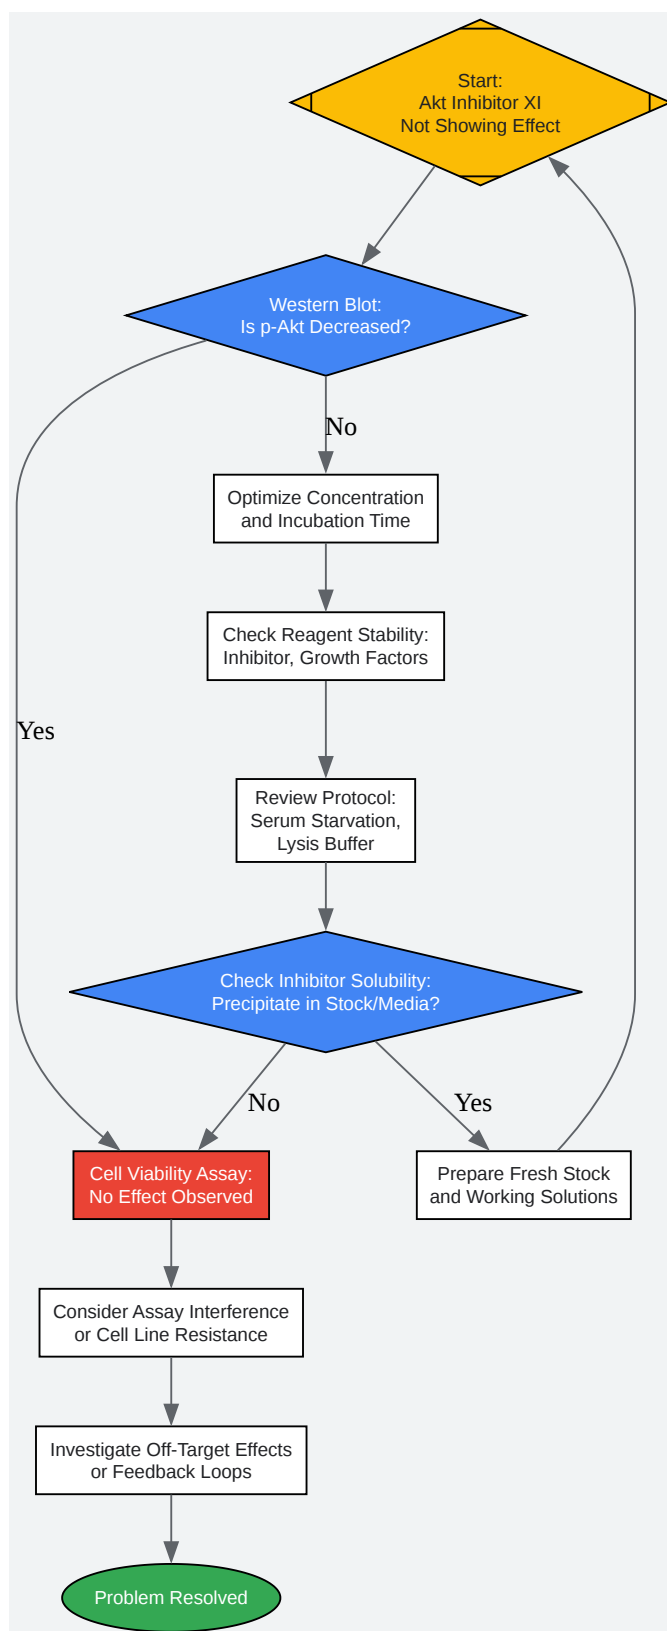 Start:
Akt Inhibitor XI
Not Showing Effect
Western Blot:
Is p-Akt Decreased?
No
Optimize Concentration
and Incubation Time
Check Reagent Stability:
Inhibitor, Growth Factors
Yes
Review Protocol:
Serum Starvation,
Lysis Buffer
Check Inhibitor Solubility:
Precipitate in Stock/Media?
No
Yes
Cell Viability Assay:
No Effect Observed
Prepare Fresh Stock
and Working Solutions
Consider Assay Interference
or Cell Line Resistance
Investigate Off-Target Effects
or Feedback Loops
Problem Resolved